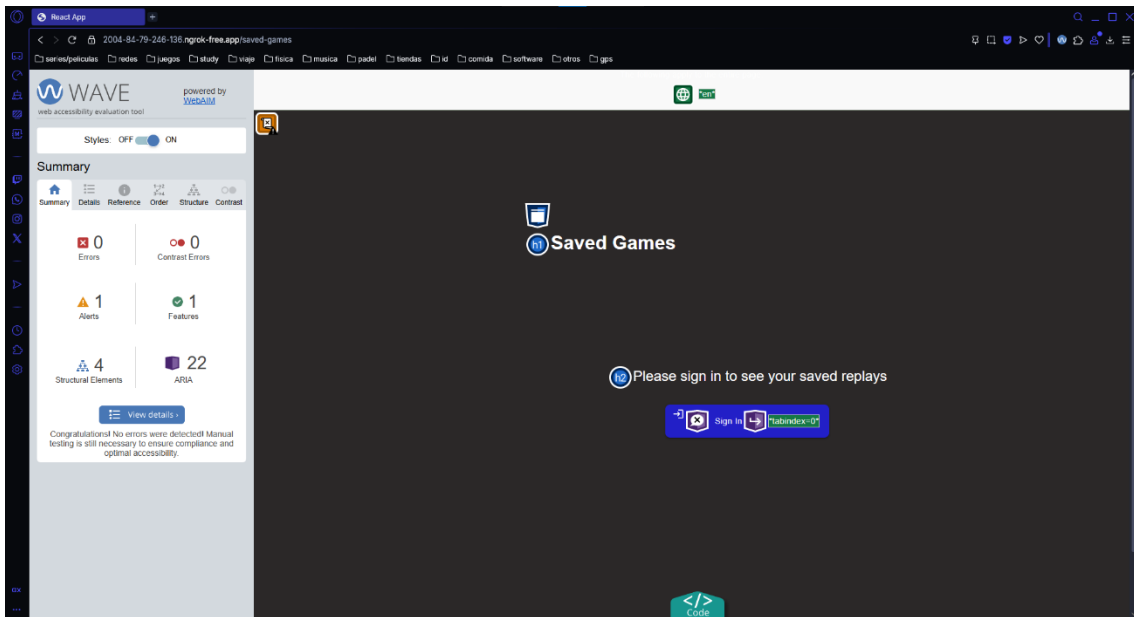 React App
2004-84-79-246-136.ngrok-free.app/saved-games
series/peliculas redes juegos study viaje fisica musica padel tiendas id comida software otros gps
WAVE
web accessibility evaluation tool
powered by
WebAIM
Styles: OFF ON
Summary
Summary Details Reference Order Structure Contrast
0 0
Errors Contrast Errors
1 1
Alerts Features
4 22
Structural Elements ARIA
View details ›
Congratulations! No errors were detected! Manual
testing is still necessary to ensure compliance and
optimal accessibility.
"en"
h1 Saved Games
h2 Please sign in to see your saved replays
Sign In "tabindex=0"
</>
Code